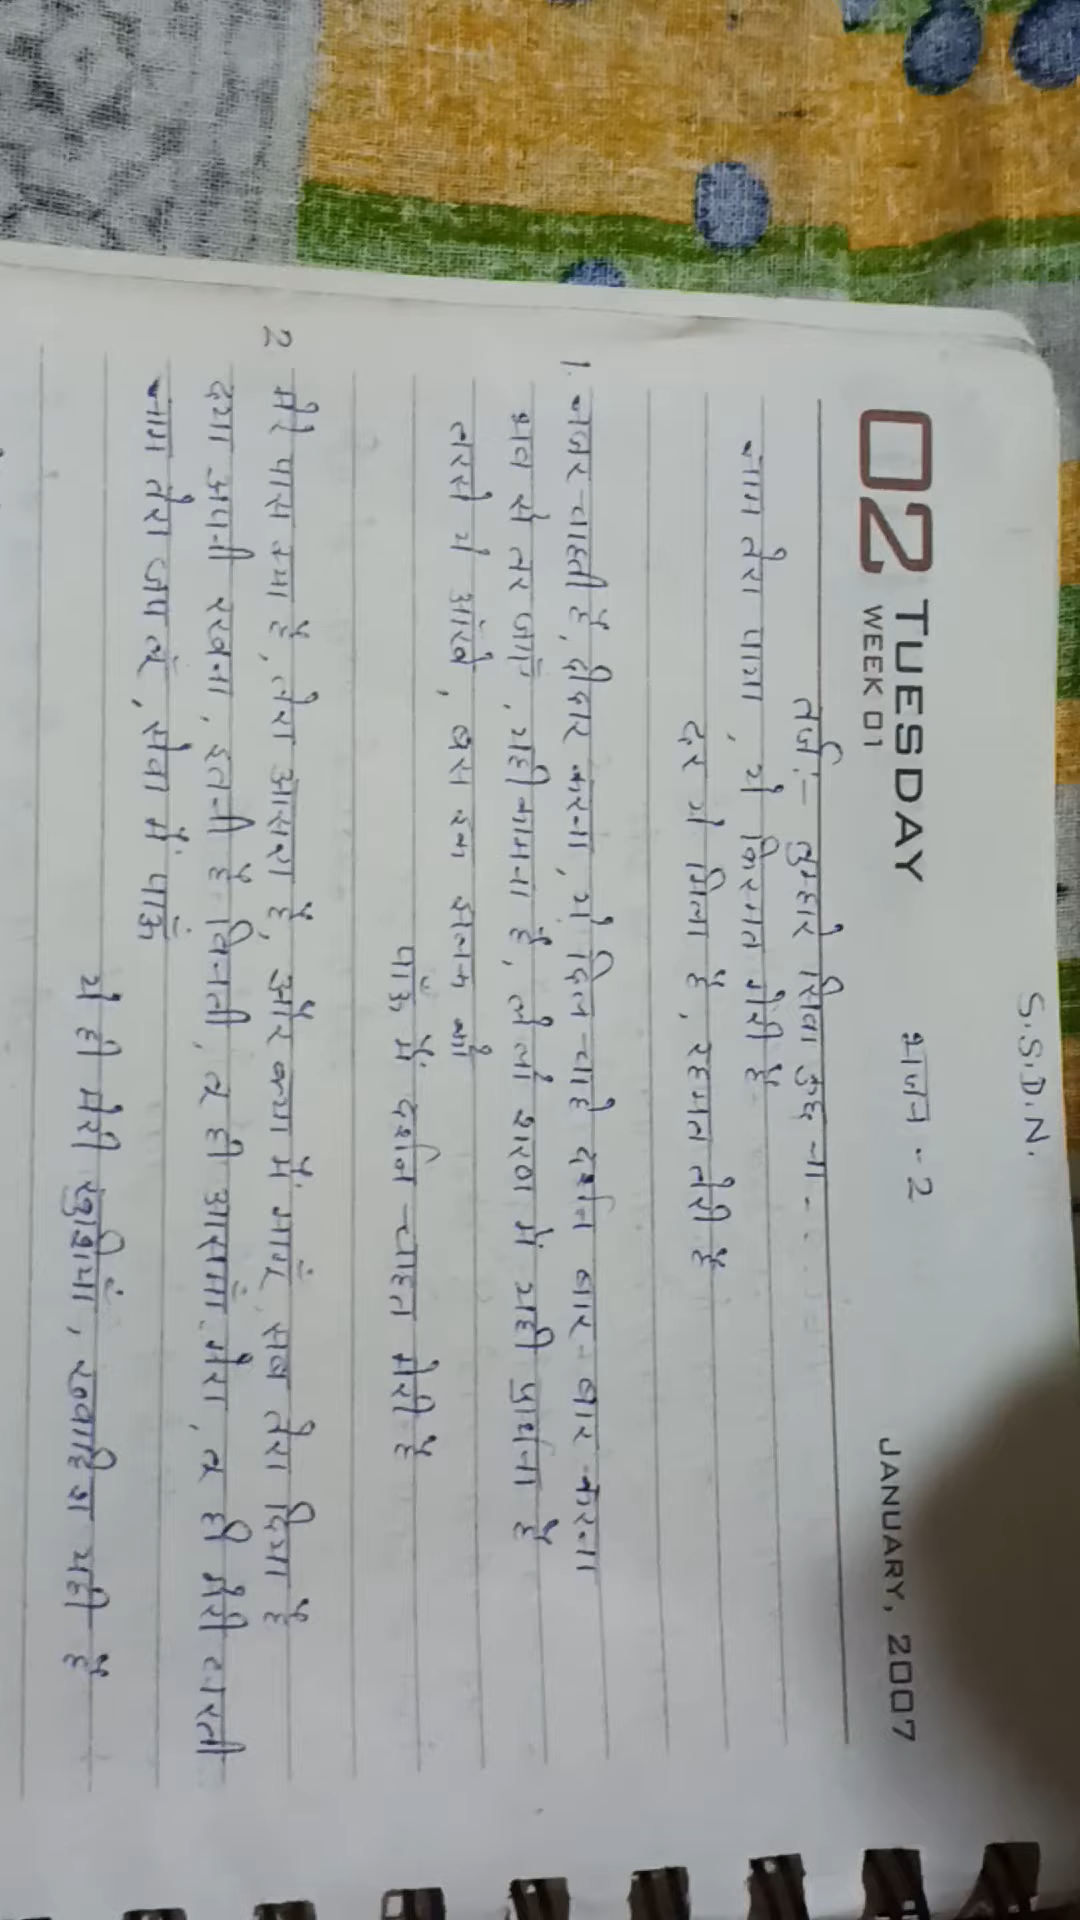 S.S.D.N.
02 TUESDAY भजन - 2 JANUARY, 2007
WEEK 01
तर्ज :- तुम्हारे सिवा कुछ ना - . . .
नाम तेरा पाया , ये किस्मत मेरी है
दर ये मिला है , रहमत तेरी है
1. नजर चाहती है, दीदार करना , ये दिल चाहे दर्शन बार - बार करना
भव से तर जाएं , यही कामना है , लेलो शरण में यही प्रार्थना है
तरसे ये आँखे , बस इक झलक को
पाऊँ मैं दर्शन चाहत मेरी है
2 मेरे पास क्या है , तेरा आसरा है, और क्या मैं मागूं सब तेरा दिया है
दया अपनी रखना , इतनी है विनती , तू ही आसमां मेरा , तू ही मेरी धरती
नाम तेरा जप लूं , सेवा मैं पाऊं
ये ही मेरी खुशियां , ख्वाहिश यही है